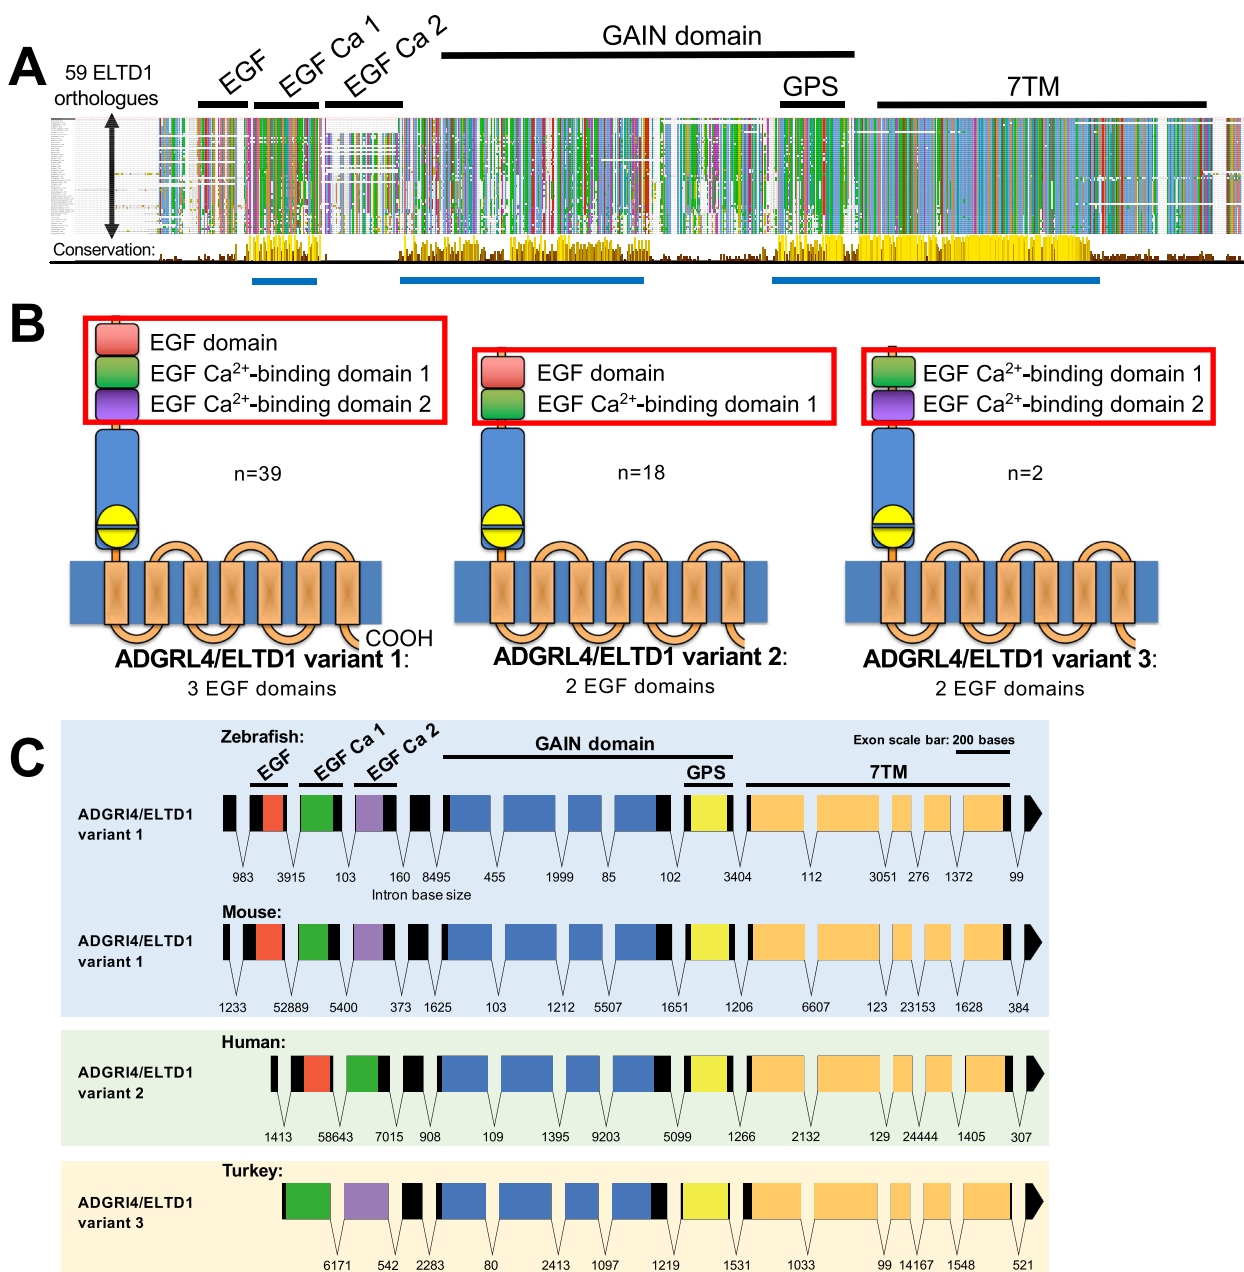 A
59 ELTD1
orthologues
EGF
EGF Ca 1
EGF Ca 2
GAIN domain
GPS
7TM
Conservation:
B
EGF domain
EGF Ca²⁺-binding domain 1
EGF Ca²⁺-binding domain 2
n=39
COOH
ADGRL4/ELTD1 variant 1:
3 EGF domains
EGF domain
EGF Ca²⁺-binding domain 1
n=18
ADGRL4/ELTD1 variant 2:
2 EGF domains
EGF Ca²⁺-binding domain 1
EGF Ca²⁺-binding domain 2
n=2
ADGRL4/ELTD1 variant 3:
2 EGF domains
C
Zebrafish:
EGF
EGF Ca 1
EGF Ca 2
GAIN domain
GPS
Exon scale bar: 200 bases
7TM
ADGRl4/ELTD1
variant 1
983 3915 103 160 8495 455 1999 85 102 3404 112 3051 276 1372 99
Intron base size
Mouse:
ADGRl4/ELTD1
variant 1
1233 52889 5400 373 1625 103 1212 5507 1651 1206 6607 123 23153 1628 384
Human:
ADGRl4/ELTD1
variant 2
1413 58643 7015 908 109 1395 9203 5099 1266 2132 129 24444 1405 307
Turkey:
ADGRl4/ELTD1
variant 3
6171 542 2283 80 2413 1097 1219 1531 1033 99 14167 1548 521